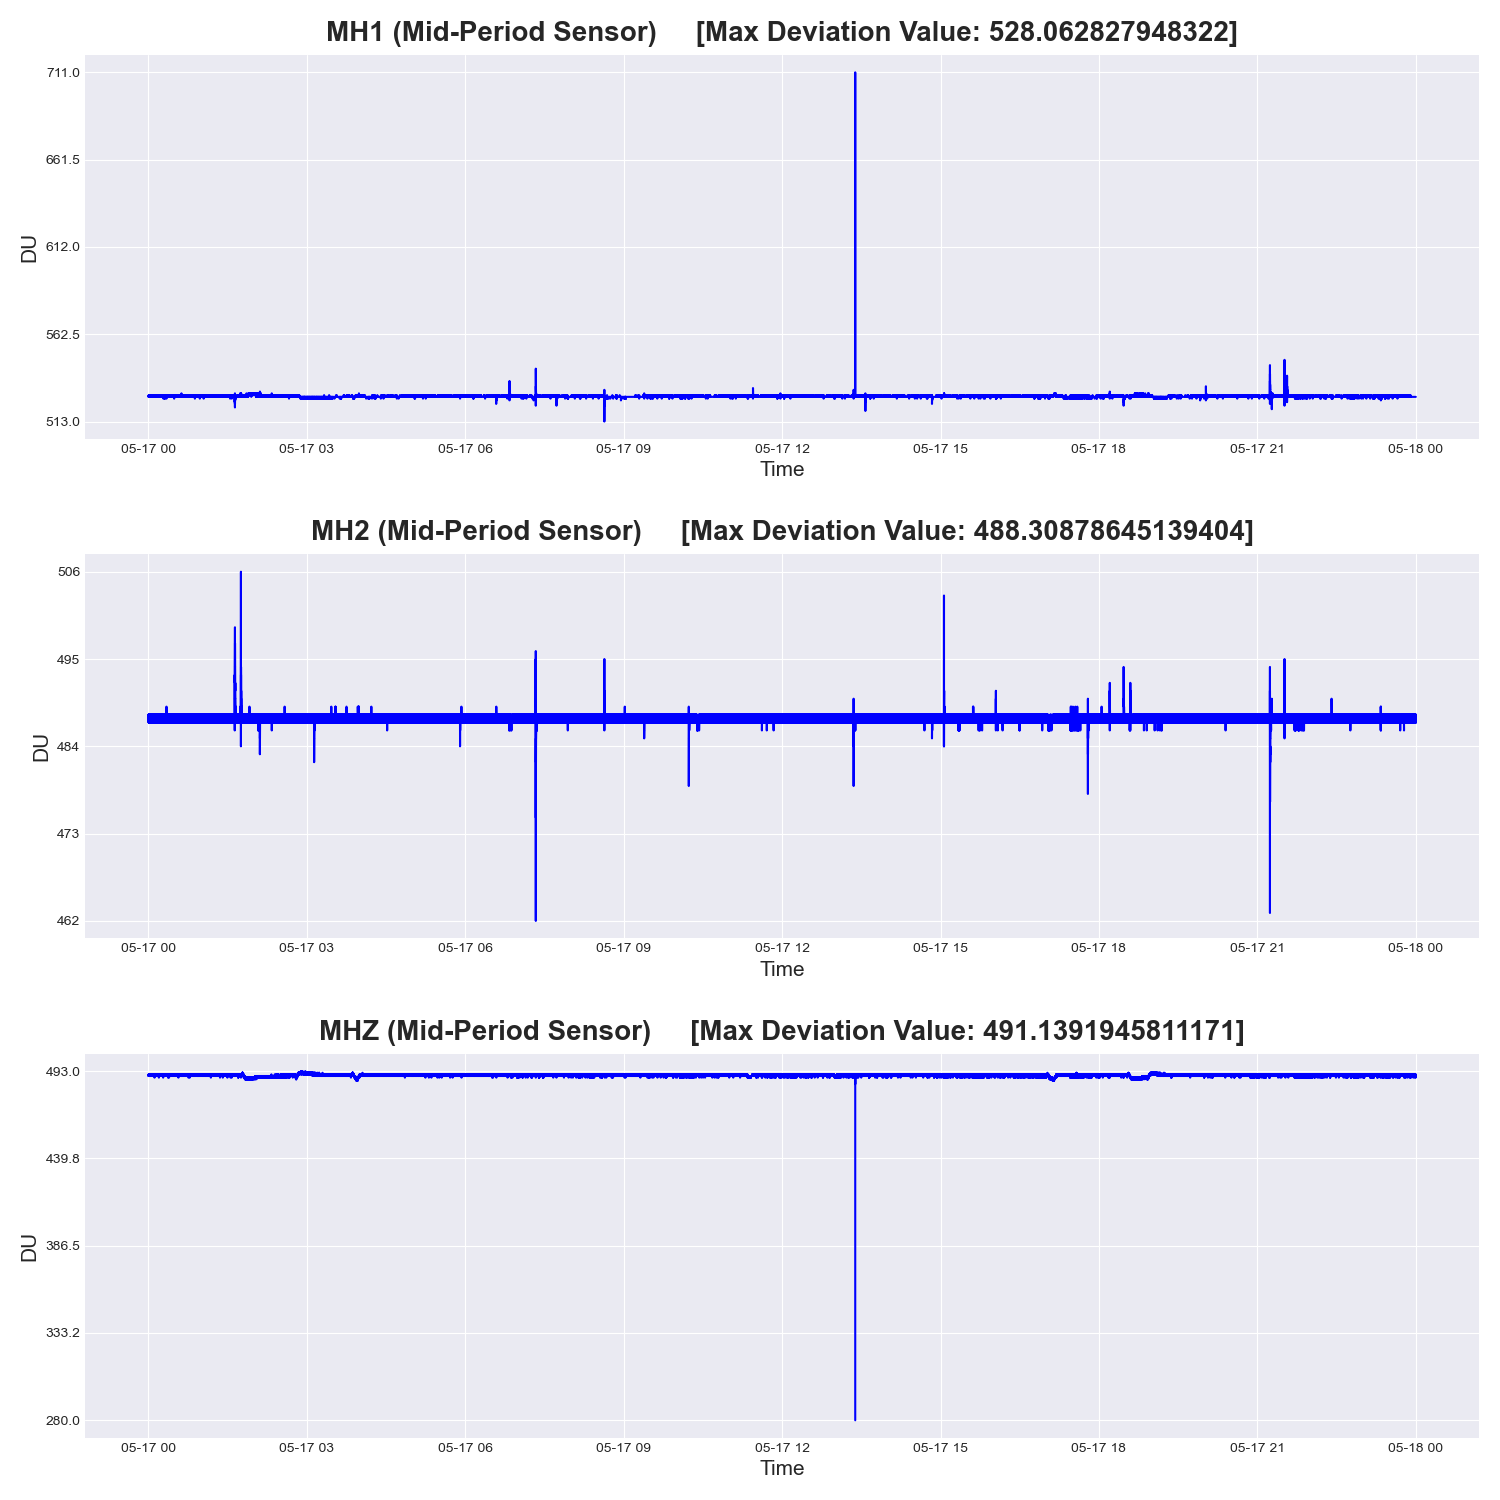 MH1 (Mid-Period Sensor) [Max Deviation Value: 528.062827948322]
711.0
661.5
612.0
562.5
513.0
DU
05-17 00 05-17 03 05-17 06 05-17 09 05-17 12 05-17 15 05-17 18 05-17 21 05-18 00
Time
MH2 (Mid-Period Sensor) [Max Deviation Value: 488.30878645139404]
506
495
484
473
462
DU
05-17 00 05-17 03 05-17 06 05-17 09 05-17 12 05-17 15 05-17 18 05-17 21 05-18 00
Time
MHZ (Mid-Period Sensor) [Max Deviation Value: 491.13919458111​71]
493.0
439.8
386.5
333.2
280.0
DU
05-17 00 05-17 03 05-17 06 05-17 09 05-17 12 05-17 15 05-17 18 05-17 21 05-18 00
Time